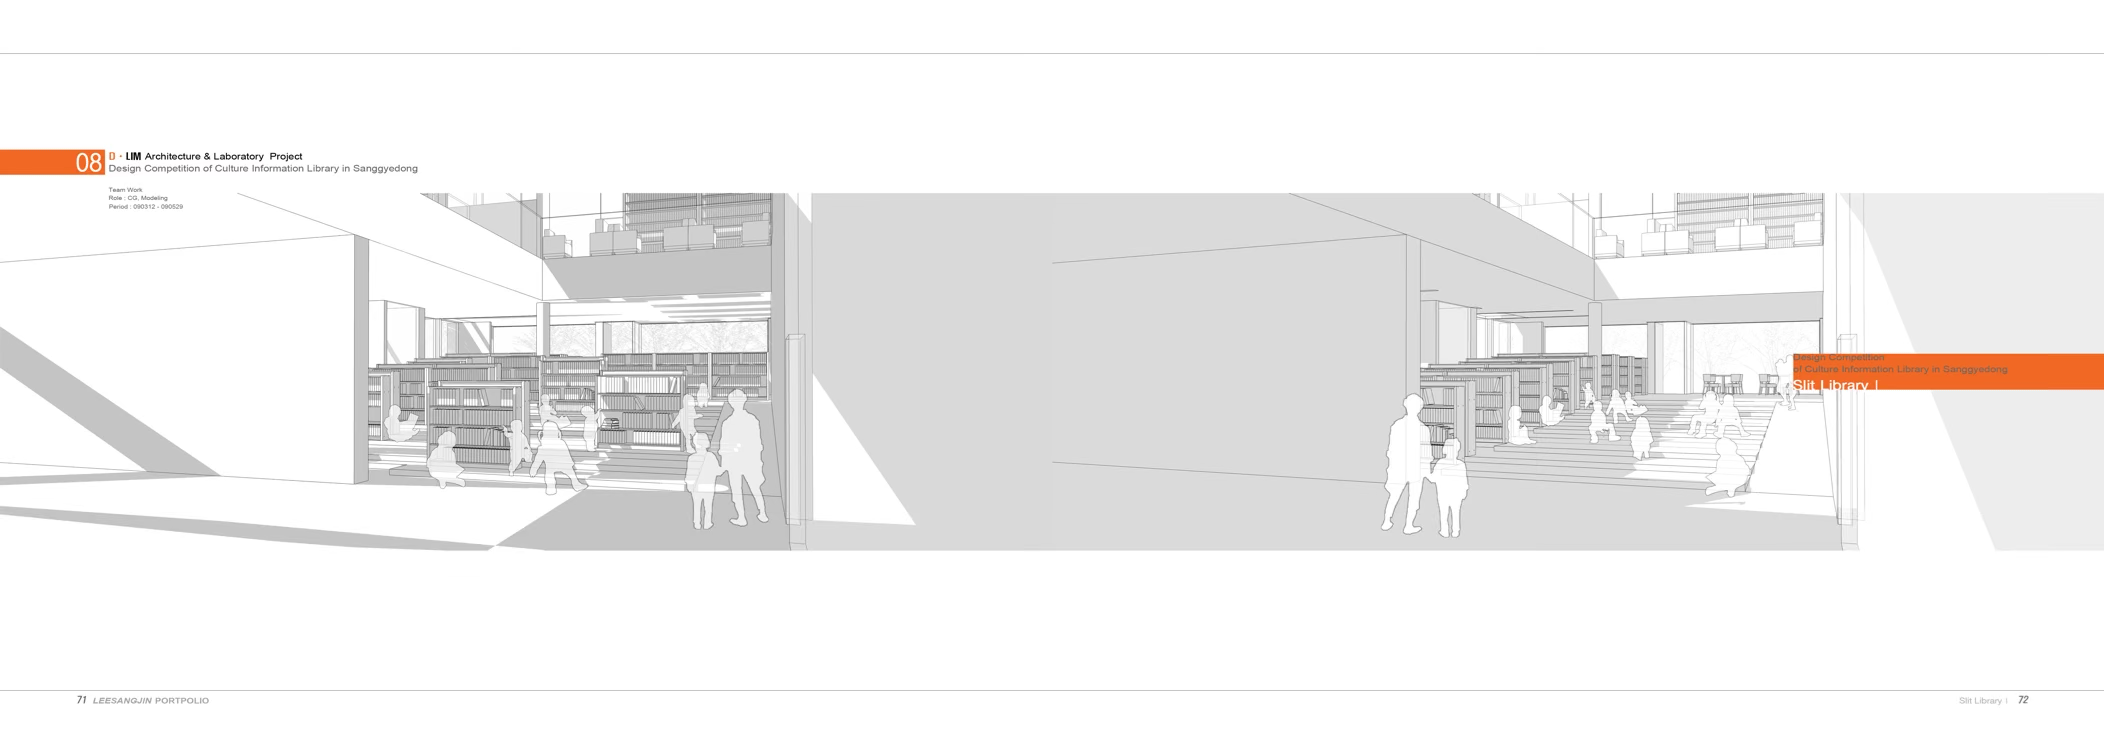 08 D · LIM Architecture & Laboratory Project
Design Competition of Culture Information Library in Sanggyedong
Team Work
Role : CG, Modeling
Period : 090312 - 090529
Design Competition
of Culture Information Library in Sanggyedong
Slit Library |
71 LEESANGJIN PORTPOLIO
Slit Library | 72